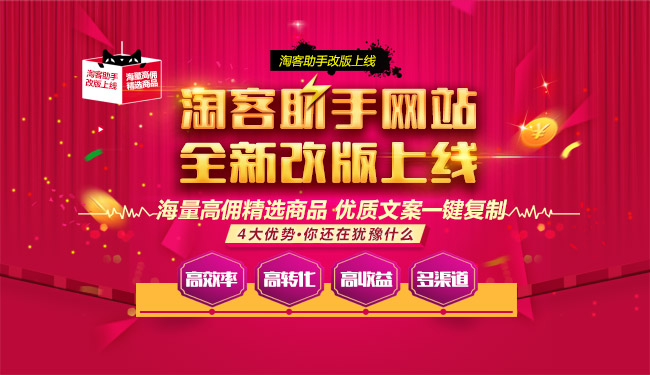 淘客助手
改版上线
海量高佣
精选商品
淘客助手改版上线
淘客助手网站
全新改版上线
海量高佣精选商品 优质文案一键复制
4大优势·你还在犹豫什么
高效率
高转化
高收益
多渠道